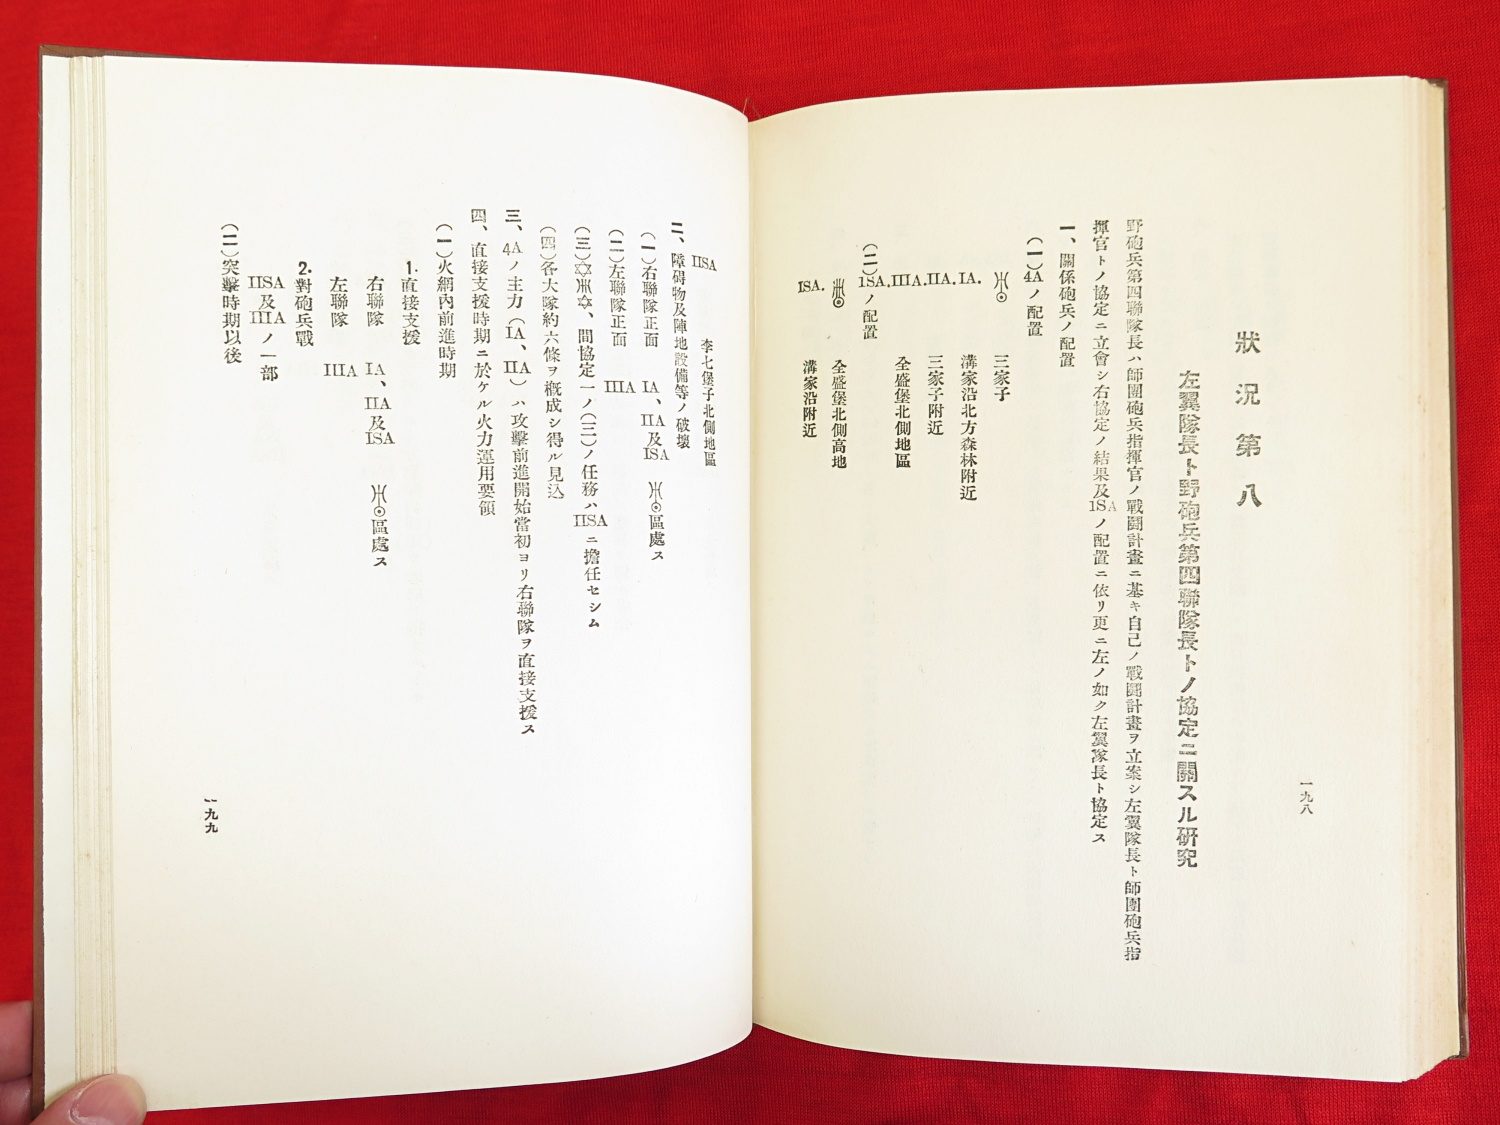 狀況第八
左翼隊長ト野砲兵第四聯隊長トノ協定ニ關スル硏究
野砲兵第四聯隊長ハ師團砲兵指揮官ノ戰鬪計畫ニ基キ自己ノ戰鬪計畫ヲ立案シ左翼隊長ト師團砲兵指
揮官トノ協定ニ立會シ右協定ノ結果及1SAノ配置ニ依リ更ニ左ノ如ク左翼隊長ト協定ス
一、關係砲兵ノ配置
(一)4Aノ配置
三家子
IA. 溝家沿北方森林附近
IIA. 三家子附近
IIIA. 全盛堡北側地區
(二)1SAノ配置
全盛堡北側高地
ISA. 溝家沿附近
一九八
IISA 李七堡子北側地區
二、障碍物及陣地設備等ノ破壞
(一)右聯隊正面 IA、IIA及ISA 區處ス
(二)左聯隊正面 IIIA
(三)、間協定一ノ(三)ノ任務ハIISAニ擔任セシム
(四)各大隊約六條ヲ概成シ得ル見込
三、4Aノ主力(IA、IIA)ハ攻擊前進開始當初ヨリ右聯隊ヲ直接支援ス
四、直接支援時期ニ於ケル火力運用要領
(一)火網內前進時期
1.直接支援
右聯隊 IA、IIA及ISA 區處ス
左聯隊 IIIA
2.對砲兵戰
IISA及IIIAノ一部
(二)突擊時期以後
一九九